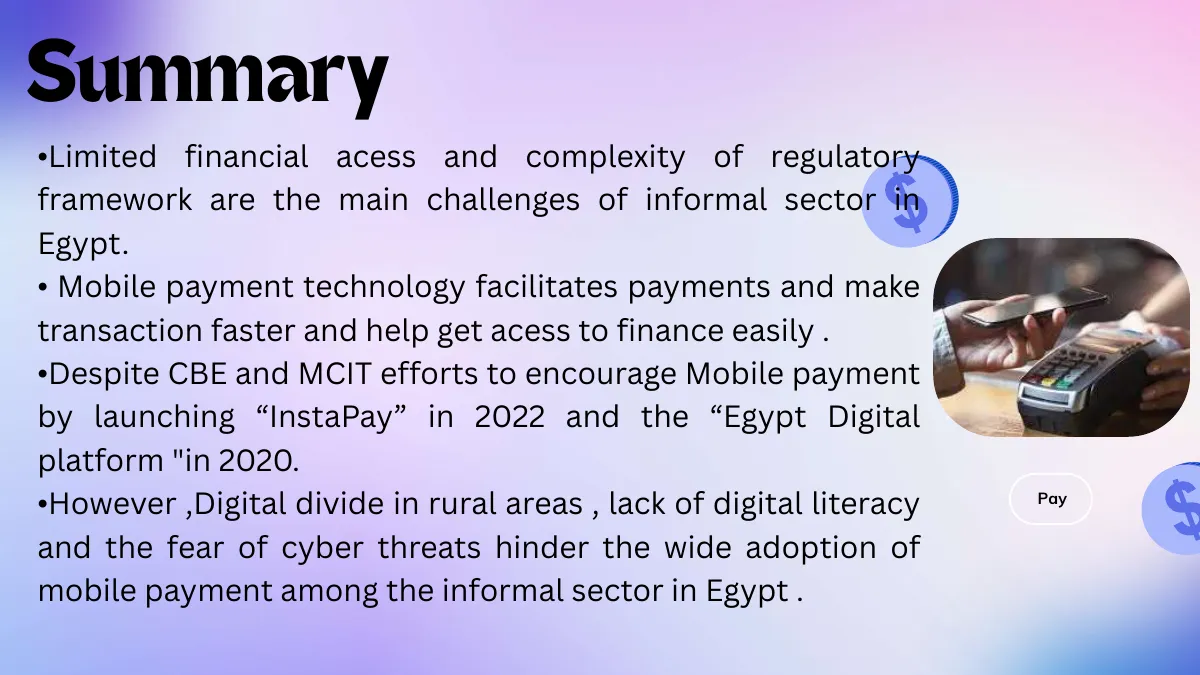 Summary
•Limited financial acess and complexity of regulatory
framework are the main challenges of informal sector in
Egypt.
• Mobile payment technology facilitates payments and make
transaction faster and help get acess to finance easily .
•Despite CBE and MCIT efforts to encourage Mobile payment
by launching “InstaPay” in 2022 and the “Egypt Digital
platform "in 2020.
•However ,Digital divide in rural areas , lack of digital literacy
and the fear of cyber threats hinder the wide adoption of
mobile payment among the informal sector in Egypt .
$
Pay
$